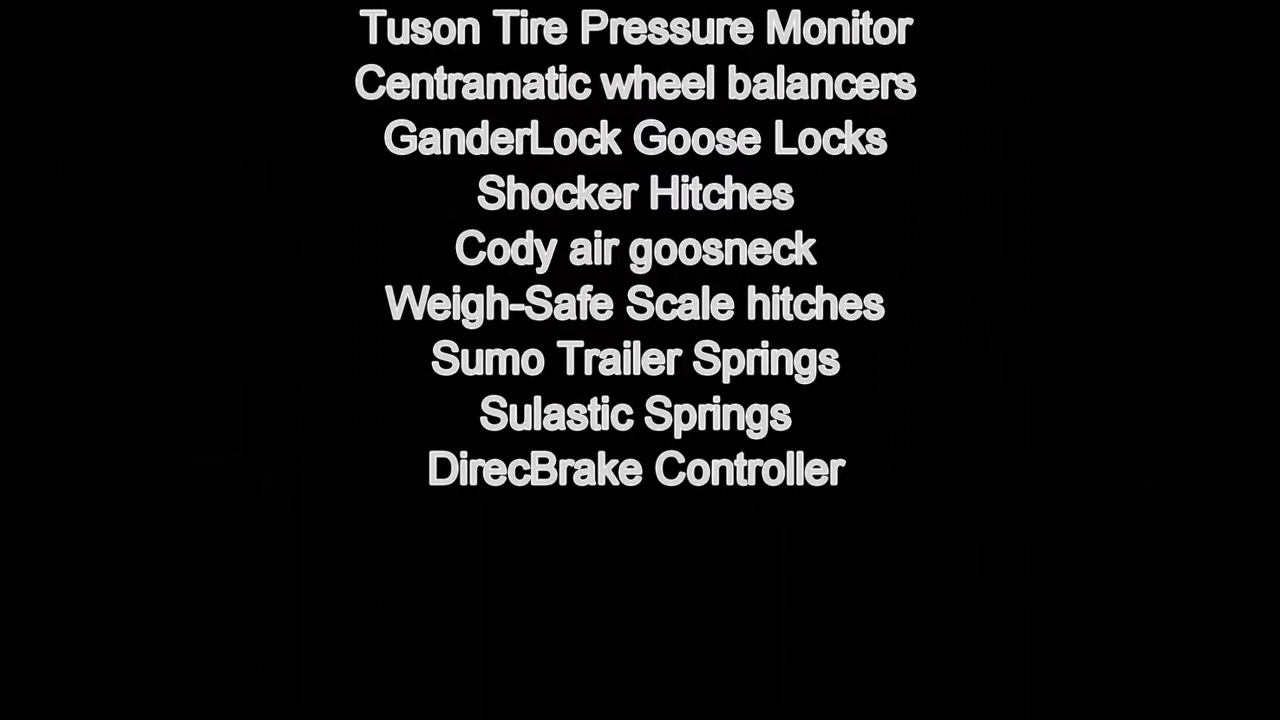 Tuson Tire Pressure Monitor
Centramatic wheel balancers
GanderLock Goose Locks
Shocker Hitches
Cody air goosneck
Weigh-Safe Scale hitches
Sumo Trailer Springs
Sulastic Springs
DirecBrake Controller